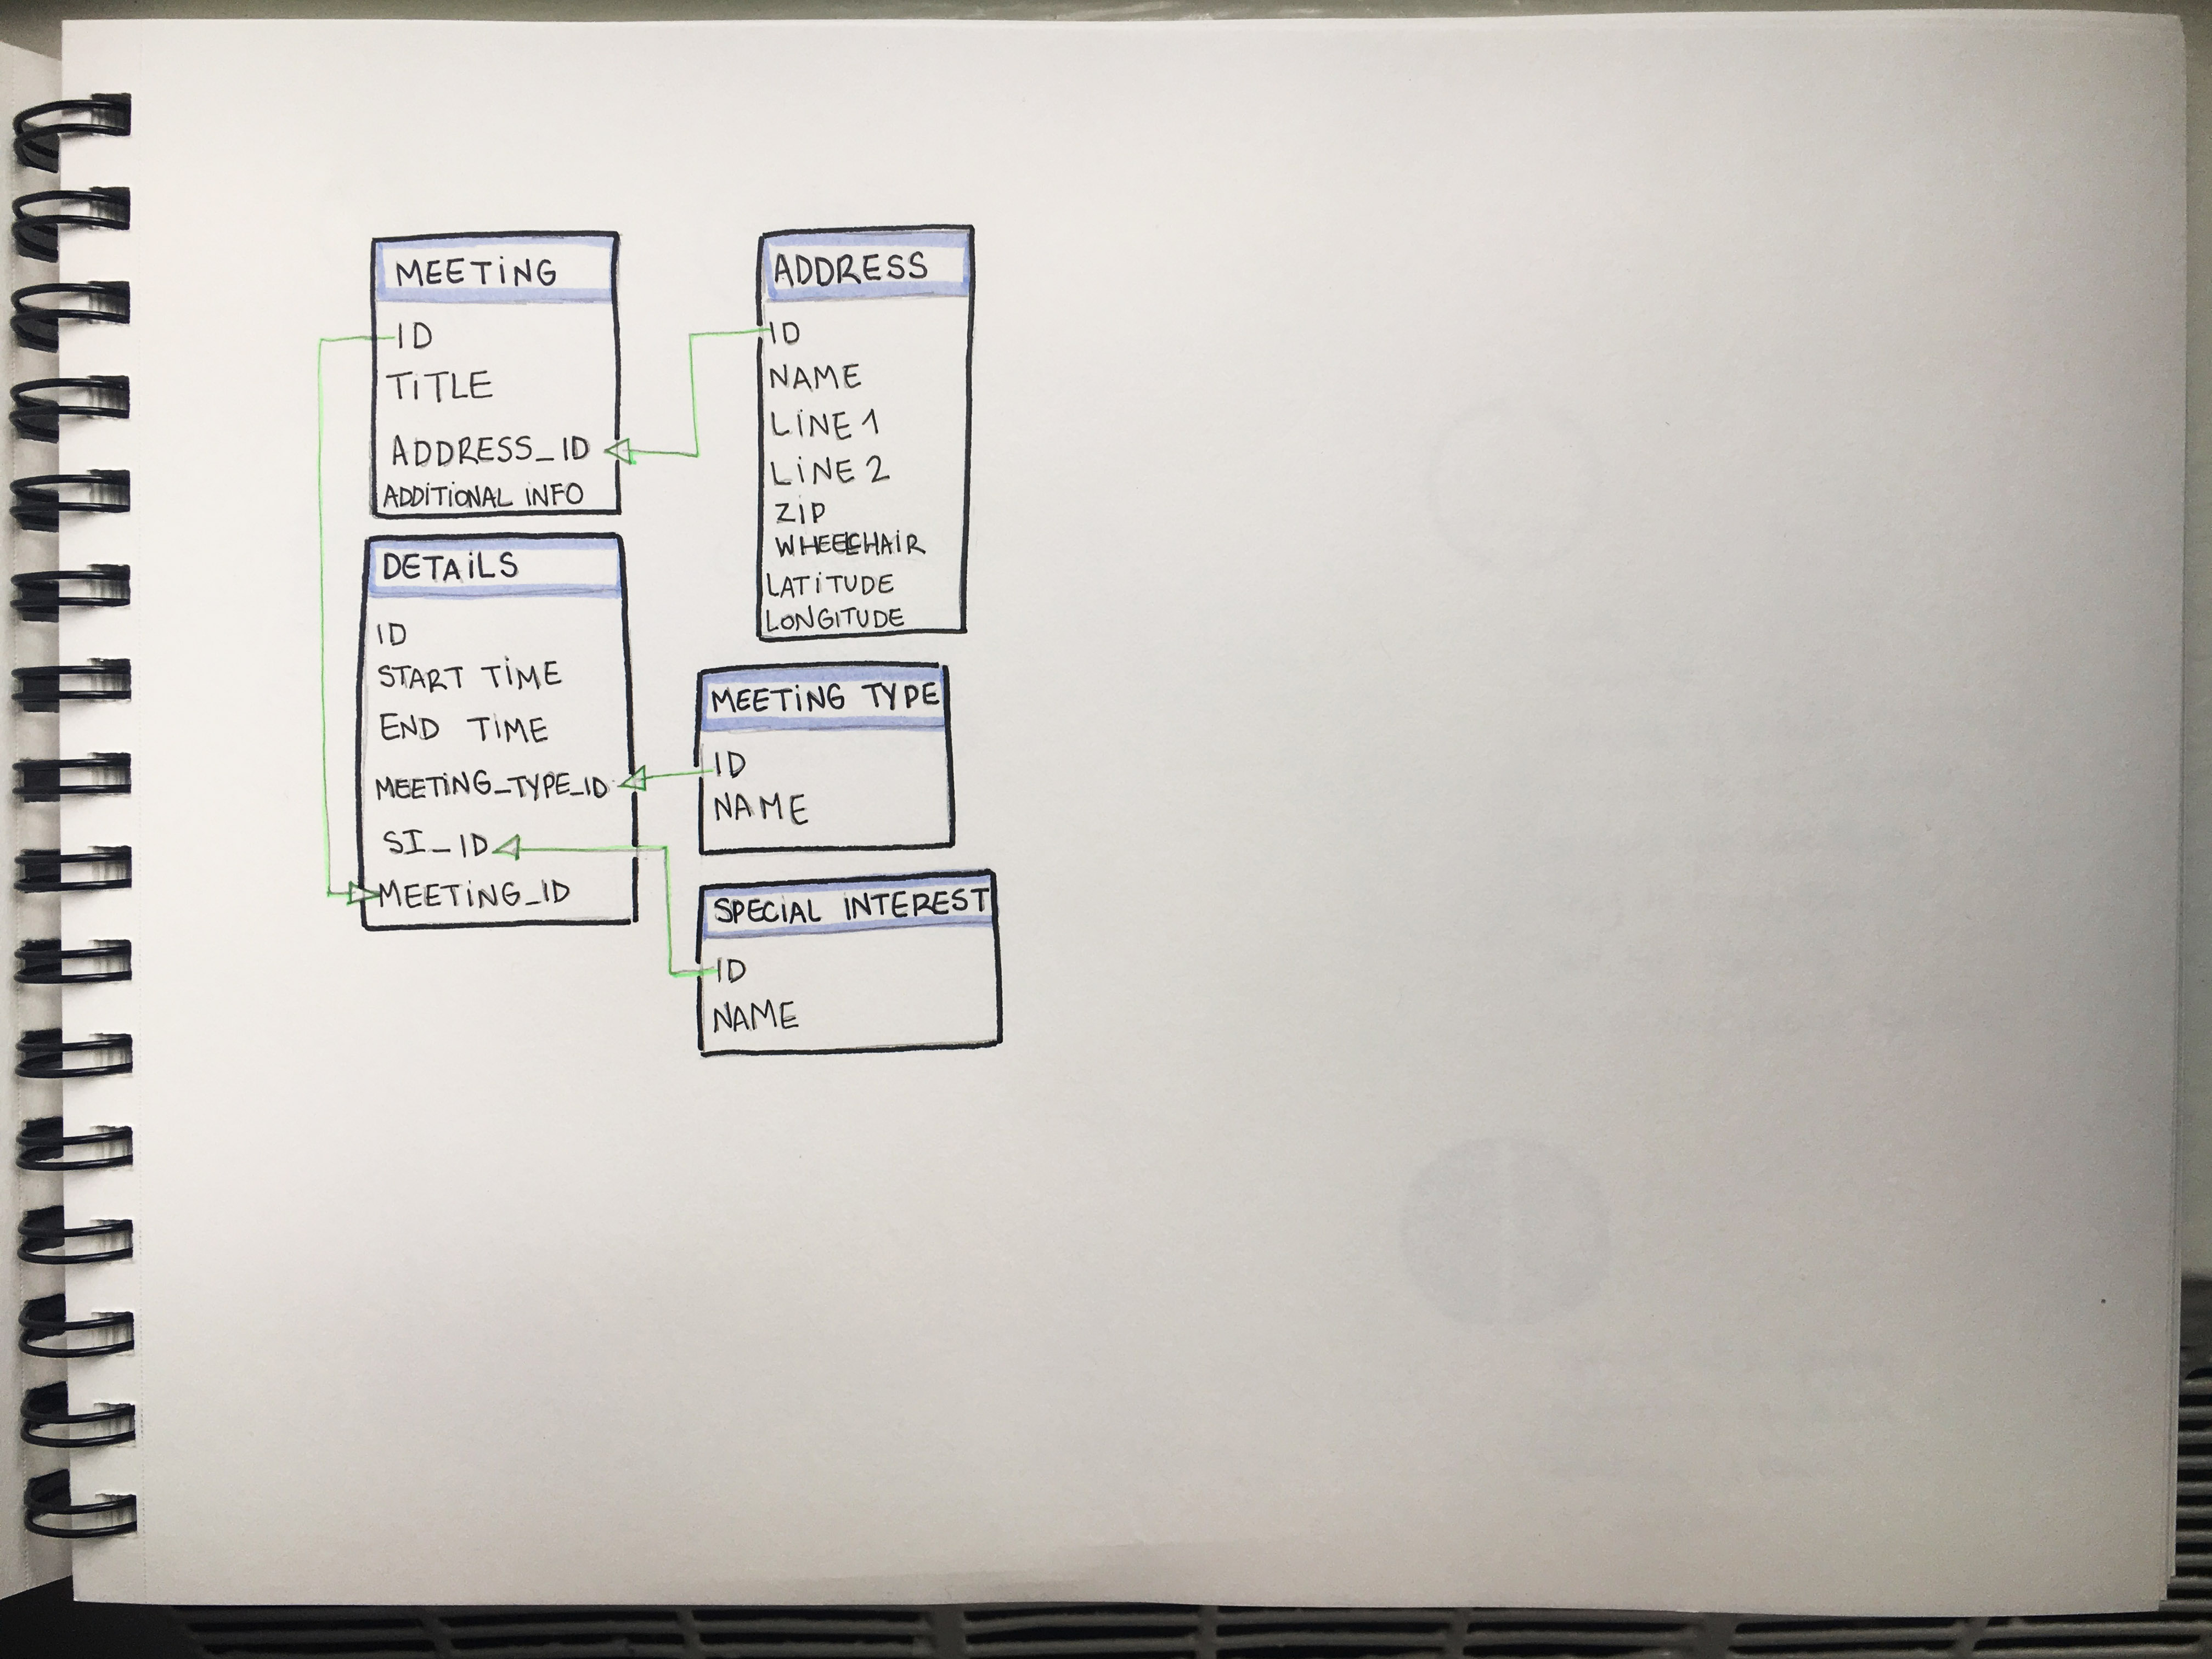 MEETING
ID
TITLE
ADDRESS_ID
ADDITIONAL INFO
ADDRESS
ID
NAME
LINE 1
LINE 2
ZIP
WHEELCHAIR
LATITUDE
LONGITUDE
DETAILS
ID
START TIME
END TIME
MEETING_TYPE_ID
SI_ID
MEETING_ID
MEETING TYPE
ID
NAME
SPECIAL INTEREST
ID
NAME